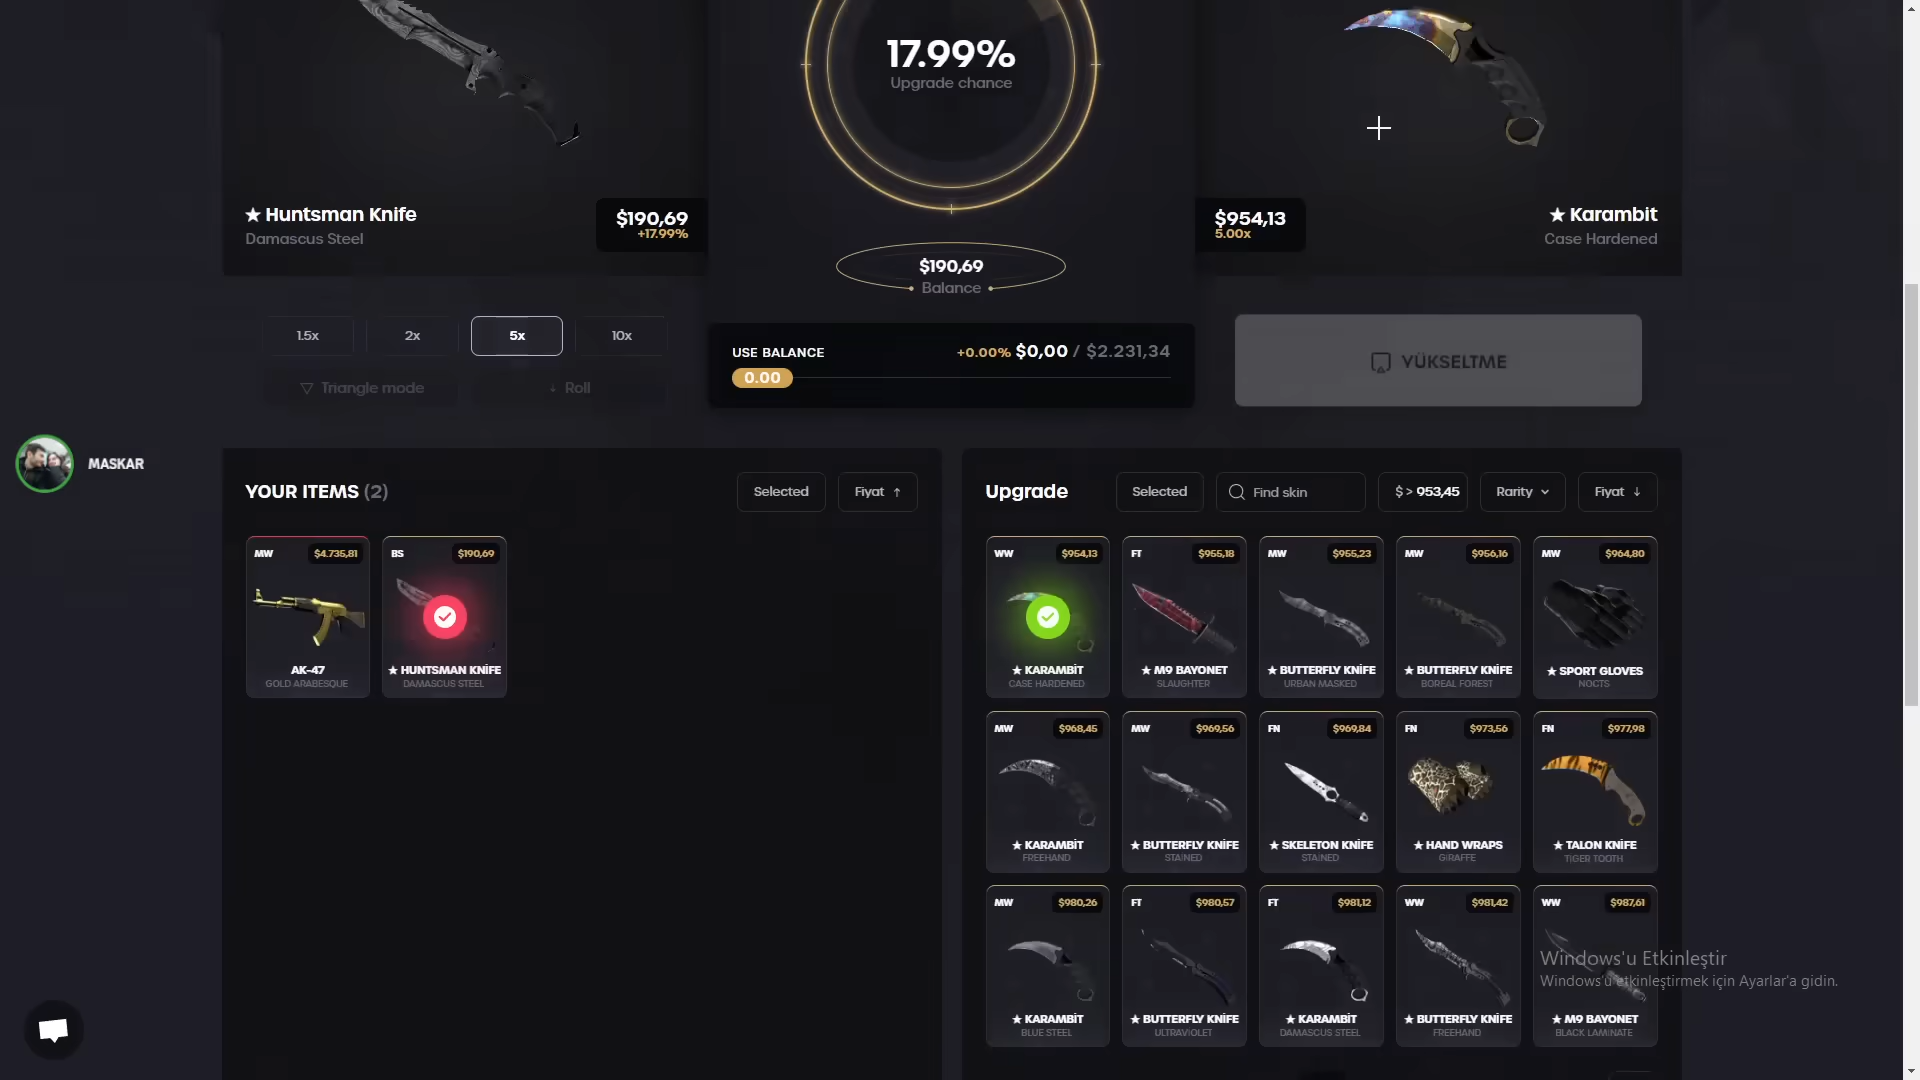 17.99%
Upgrade chance
★ Huntsman Knife
Damascus Steel
$190,69
+17.99%
$954,13
5.00x
★ Karambit
Case Hardened
$190,69
Balance
1.5x
2x
5x
10x
Triangle mode
Roll
USE BALANCE
+0.00% $0,00 / $2.231,34
0.00
YÜKSELTME
MASKAR
YOUR ITEMS (2)
Selected
Fiyat ↑
Upgrade
Selected
Find skin
$ > 953,45
Rarity
Fiyat ↓
MW $4.735,81
AK-47
GOLD ARABESQUE
BS $190,69
★ HUNTSMAN KNİFE
DAMASCUS STEEL
WW $954,13
★ KARAMBİT
CASE HARDENED
FT $955,18
★ M9 BAYONET
SLAUGHTER
MW $955,23
★ BUTTERFLY KNİFE
URBAN MASKED
MW $956,16
★ BUTTERFLY KNİFE
BOREAL FOREST
MW $964,80
★ SPORT GLOVES
NOCTS
MW $968,45
★ KARAMBİT
FREEHAND
MW $969,56
★ BUTTERFLY KNİFE
STAINED
FN $969,84
★ SKELETON KNİFE
STAINED
FN $973,56
★ HAND WRAPS
GIRAFFE
FN $977,98
★ TALON KNİFE
TIGER TOOTH
MW $980,26
★ KARAMBİT
BLUE STEEL
FT $980,57
★ BUTTERFLY KNİFE
ULTRAVIOLET
FT $981,12
★ KARAMBİT
DAMASCUS STEEL
WW $981,42
★ BUTTERFLY KNİFE
FREEHAND
WW $987,61
★ M9 BAYONET
BLACK LAMINATE
Windows'u Etkinleştir
Windows'u etkinleştirmek için Ayarlar'a gidin.